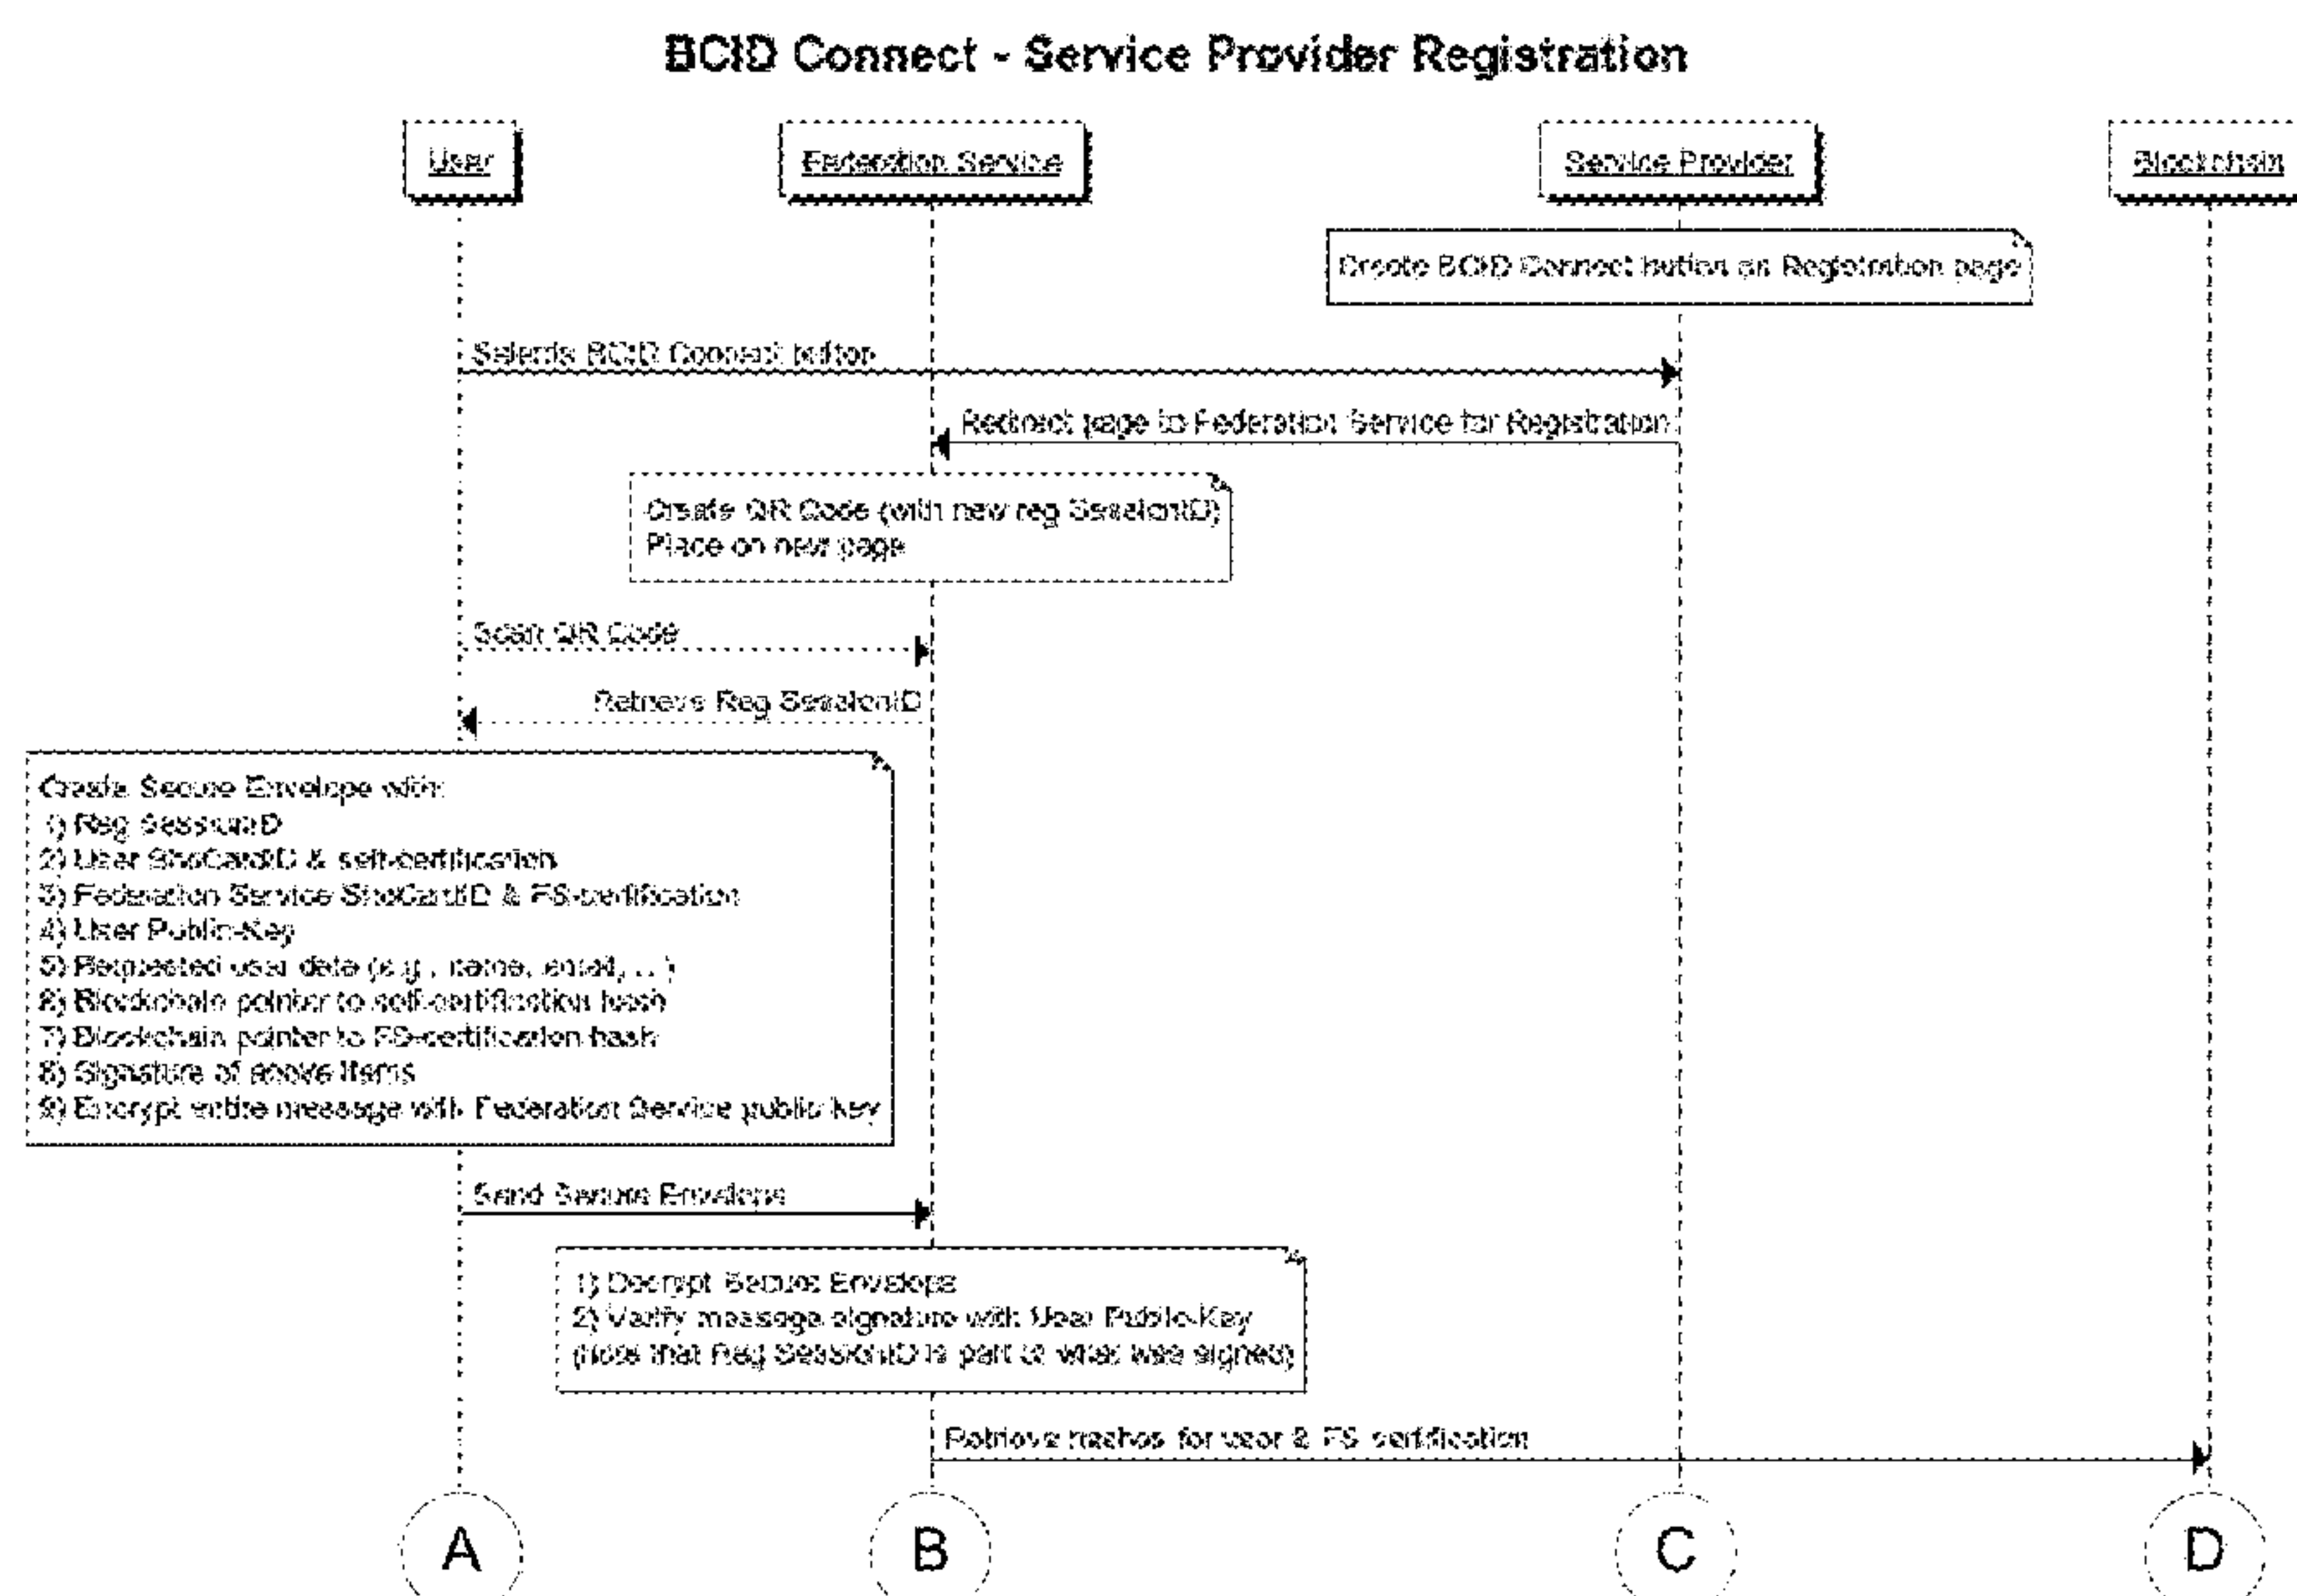 BCID Connect - Service Provider Registration
User
Federation Service
Service Provider
Blockchain
Create BCID Connect button on Registration page
Selects BCID Connect button
Redirect page to Federation Service for Registration
Create QR Code (with new reg SessionID)
Place on new page
Scan QR Code
Retrieve Reg SessionID
Create Secure Envelope with:
1) Reg SessionID
2) User ShoCardID & self-certification
3) Federation Service ShoCardID & FS-certification
4) User Public-Key
5) Requested user data (e.g., name, email, ...)
6) Blockchain pointer to self-certification hash
7) Blockchain pointer to FS-certification hash
8) Signature of above items
9) Encrypt entire message with Federation Service public key
Send Secure Envelope
1) Decrypt Secure Envelope
2) Verify message signature with User Public-Key
(Note that Reg SessionID is part of what was signed)
Retrieve hashes for user & FS certification
A
B
C
D